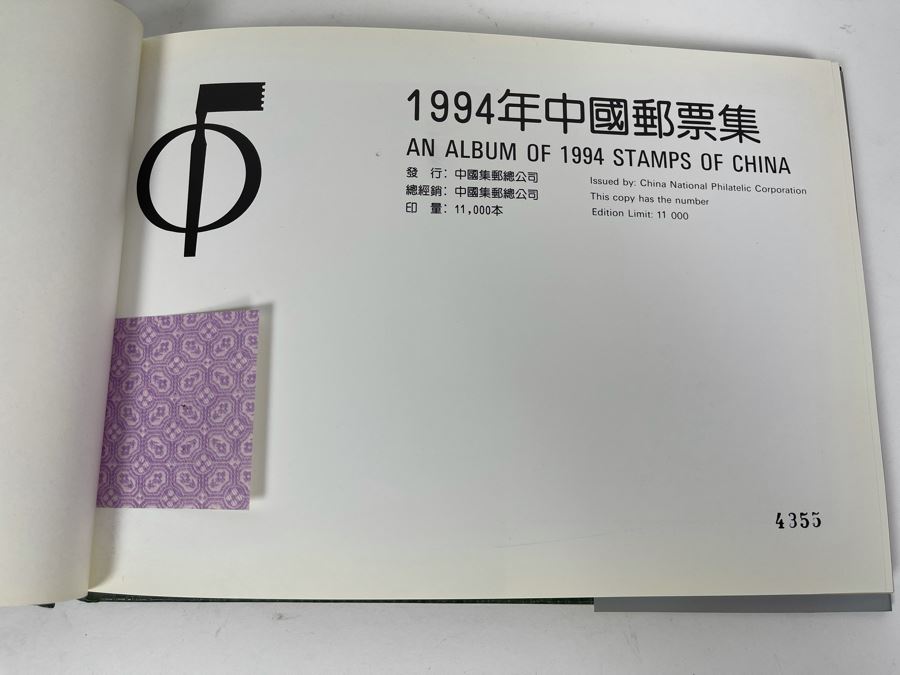 1994年中國郵票集
AN ALBUM OF 1994 STAMPS OF CHINA
發 行: 中國集郵總公司
總經銷: 中國集郵總公司
印 量: 11,000本
Issued by: China National Philatelic Corporation
This copy has the number
Edition Limit: 11 000
4355